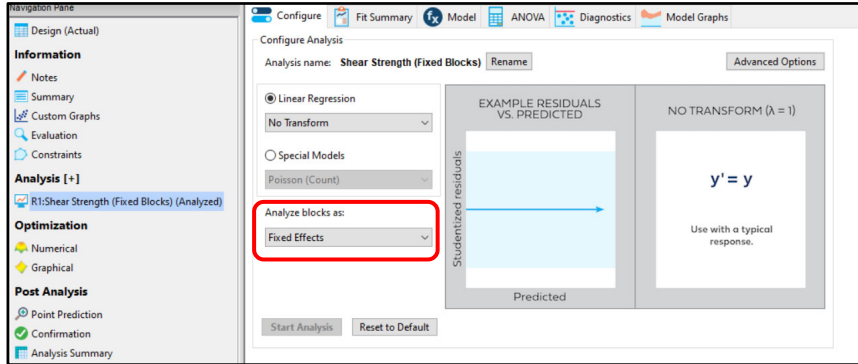 Navigation Pane
Design (Actual)
Information
Notes
Summary
Custom Graphs
Evaluation
Constraints
Analysis [+]
R1:Shear Strength (Fixed Blocks) (Analyzed)
Optimization
Numerical
Graphical
Post Analysis
Point Prediction
Confirmation
Analysis Summary
Configure Fit Summary Model ANOVA Diagnostics Model Graphs
Configure Analysis
Analysis name: Shear Strength (Fixed Blocks) Rename Advanced Options
Linear Regression
No Transform
Special Models
Poisson (Count)
Analyze blocks as:
Fixed Effects
Start Analysis Reset to Default
EXAMPLE RESIDUALS
VS. PREDICTED
Studentized residuals
Predicted
NO TRANSFORM (λ = 1)
y' = y
Use with a typical
response.